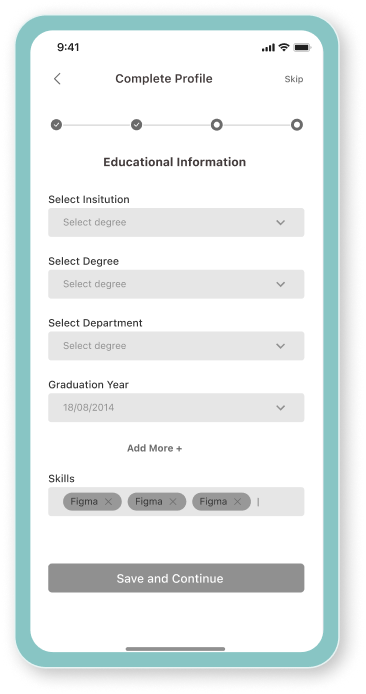 9:41
Complete Profile Skip
Educational Information
Select Insitution
Select degree
Select Degree
Select degree
Select Department
Select degree
Graduation Year
18/08/2014
Add More +
Skills
Figma Figma Figma
Save and Continue